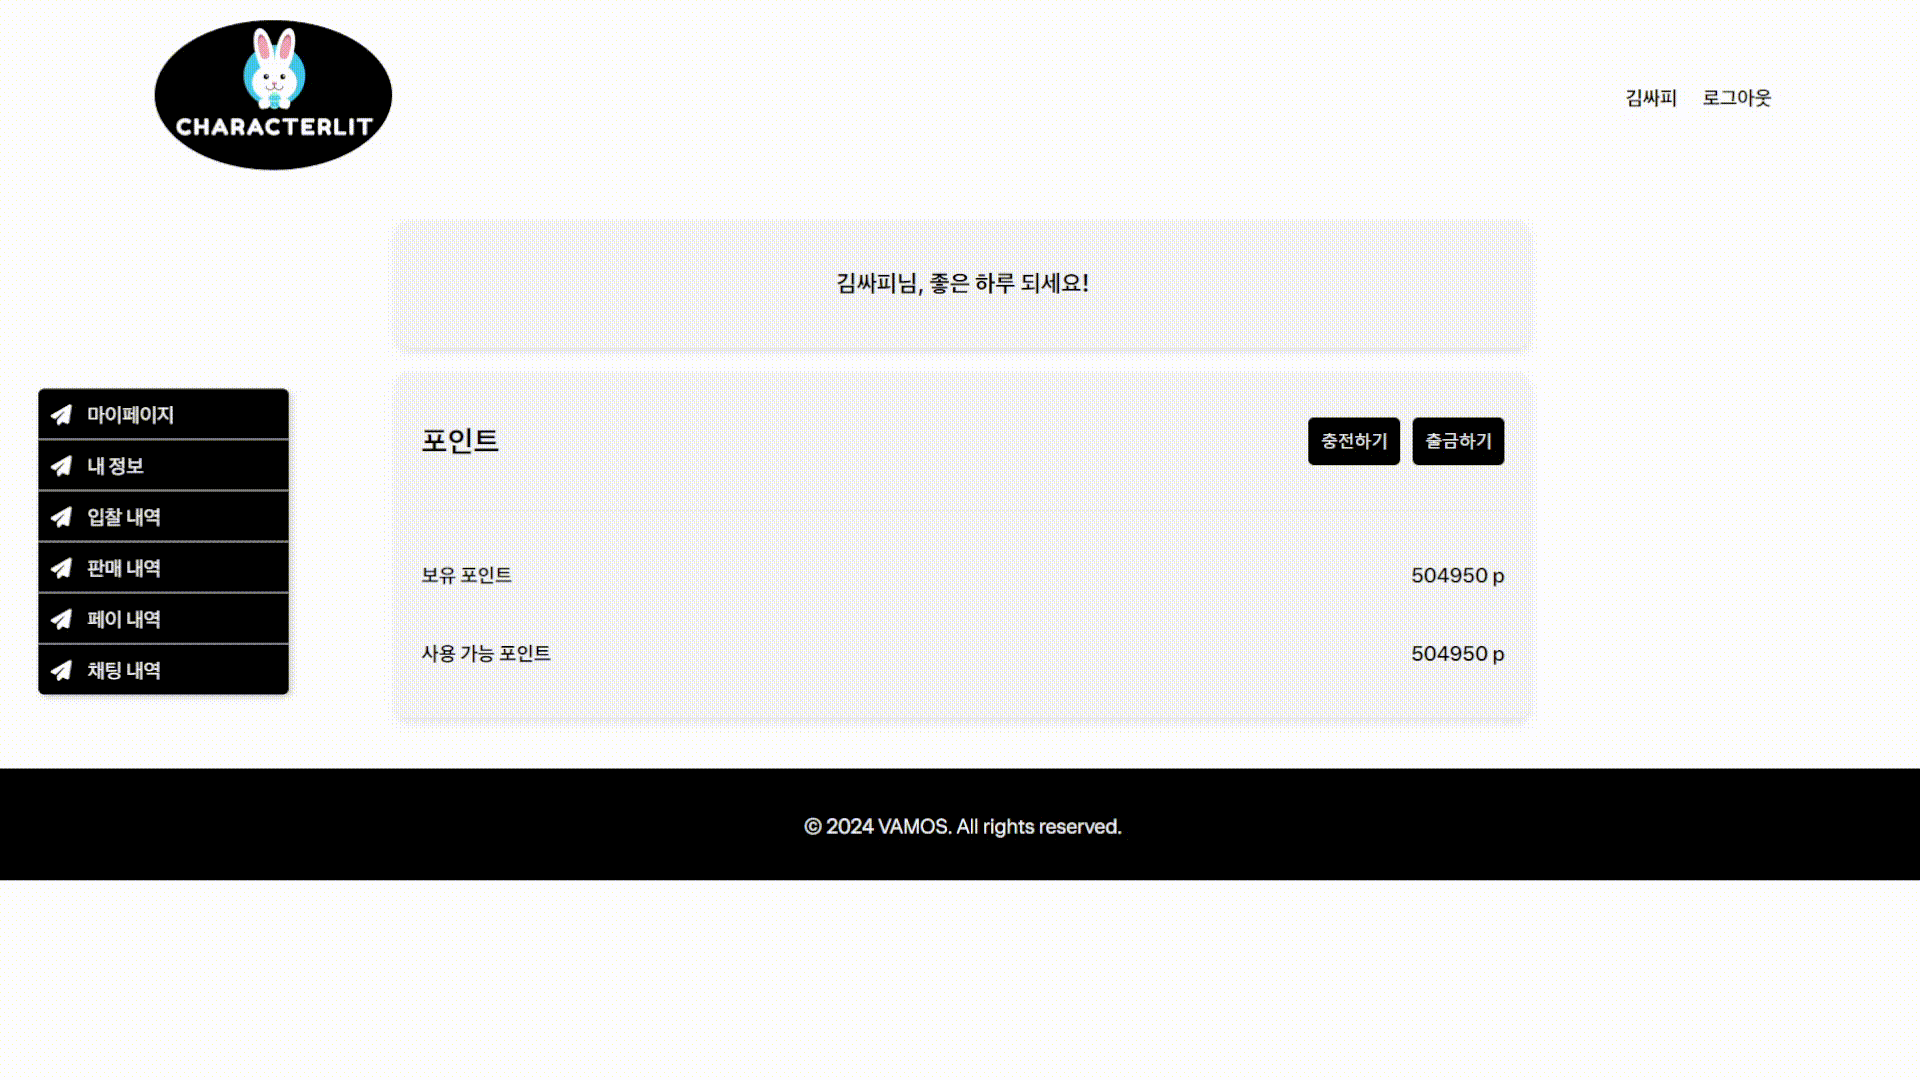 CHARACTERLIT
김싸피 로그아웃
김싸피님, 좋은 하루 되세요!
마이페이지
내 정보
입찰 내역
판매 내역
페이 내역
채팅 내역
포인트
충전하기 출금하기
보유 포인트 504950 p
사용 가능 포인트 504950 p
© 2024 VAMOS. All rights reserved.